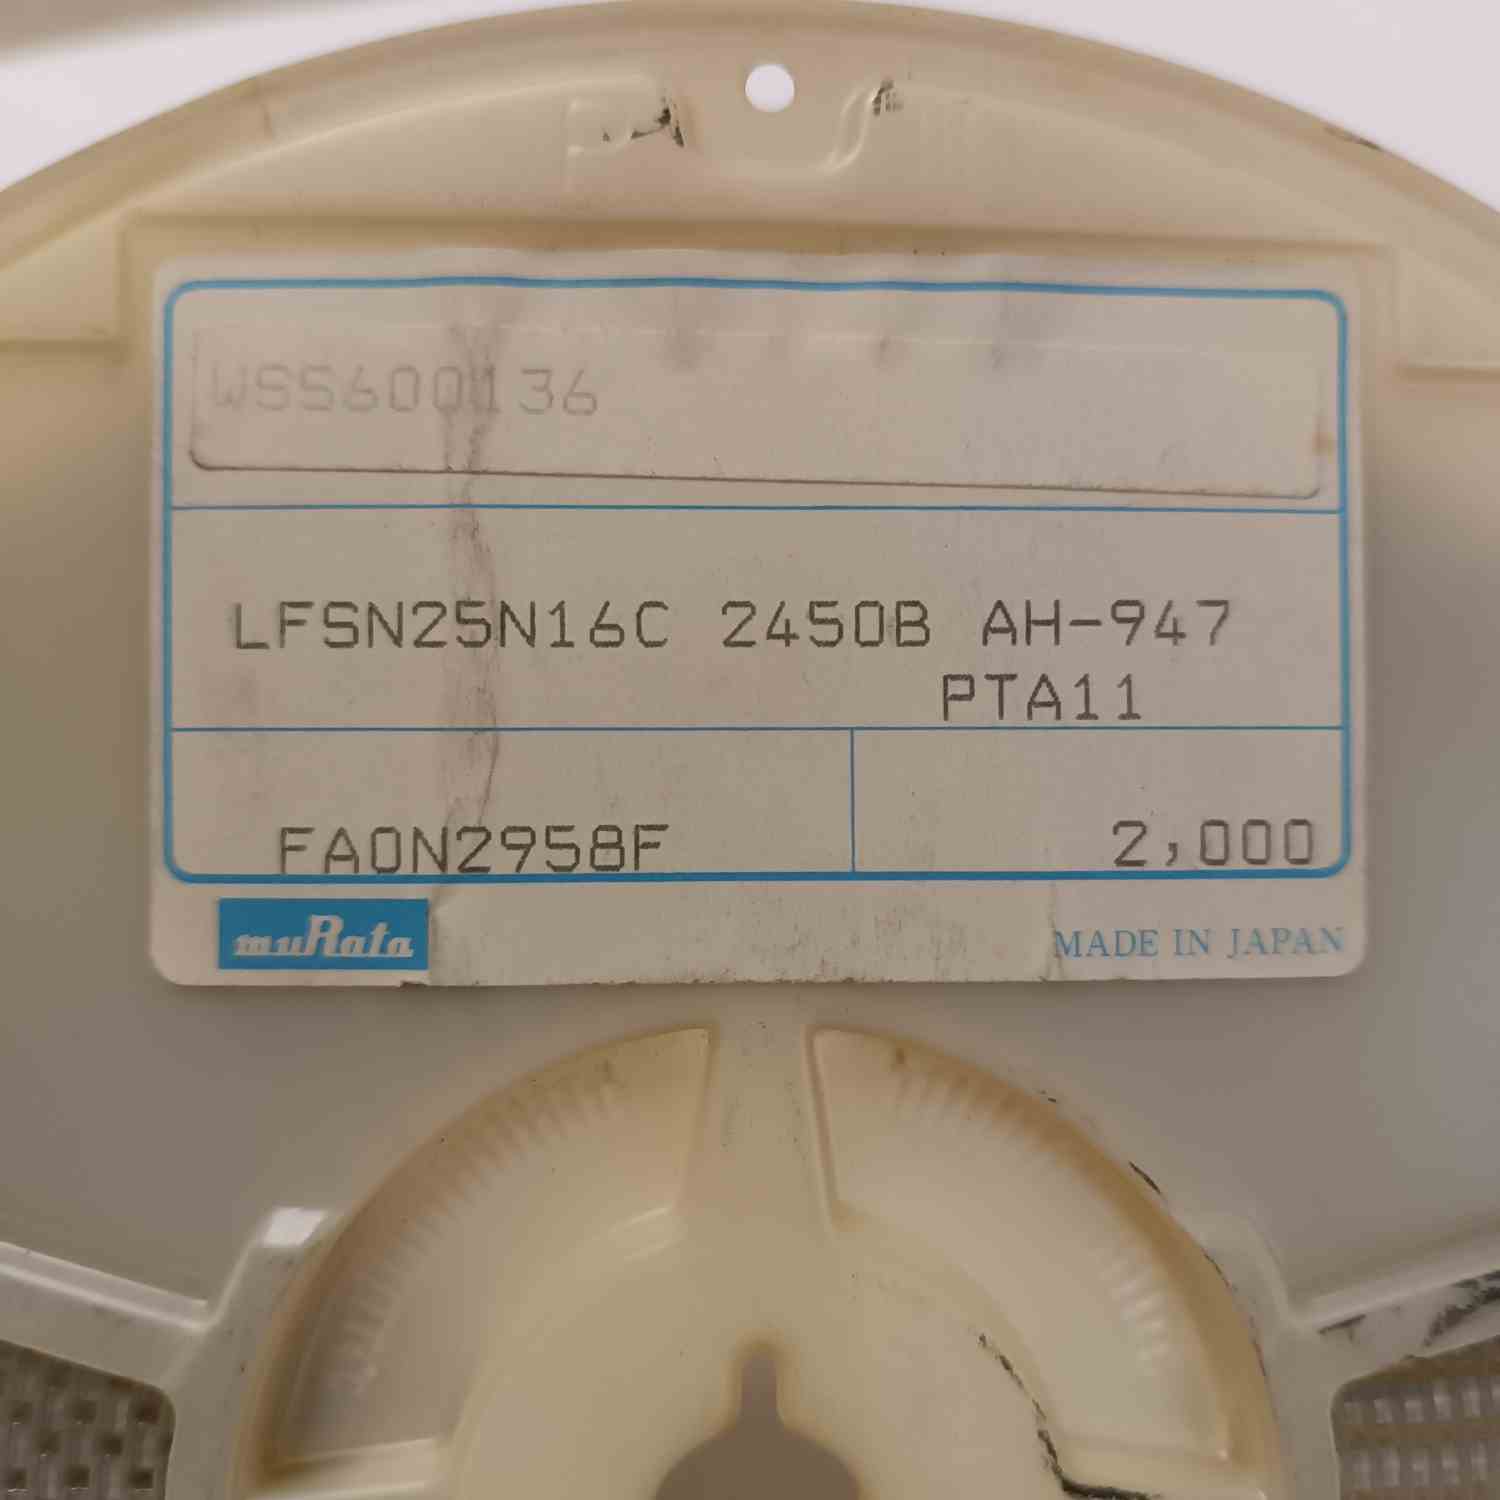 WSS600136
LFSN25N16C 2450B AH-947
PTA11
FA0N2958F 2,000
muRata MADE IN JAPAN